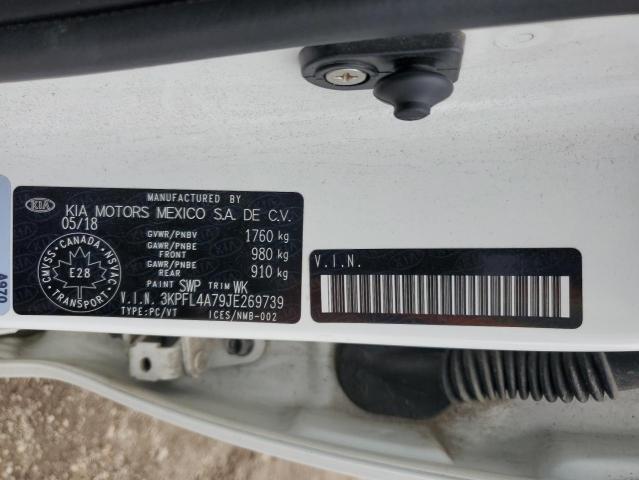 MANUFACTURED BY
KIA KIA MOTORS MEXICO S.A. DE C.V.
05/18
GVWR/PNBV 1760 kg
GAWR/PNBE FRONT 980 kg
GAWR/PNBE REAR 910 kg
CMVSS-CANADA-NSVAC
E28
TRANSPORT
PAINT SWP TRIM WK
V.I.N. 3KPFL4A79JE269739
TYPE:PC/VT ICES/NMB-002
V.I.N.
A970